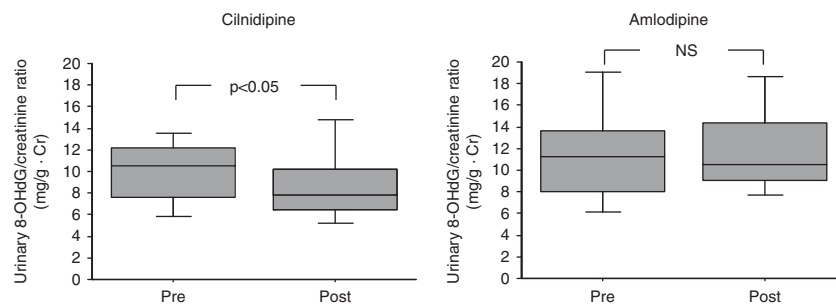 Cilnidipine
Urinary 8-OHdG/creatinine ratio
(mg/g · Cr)
20
18
16
14
12
10
8
6
4
2
0
p<0.05
Pre
Post
Amlodipine
Urinary 8-OHdG/creatinine ratio
(mg/g · Cr)
20
18
16
14
12
10
8
6
4
2
0
NS
Pre
Post